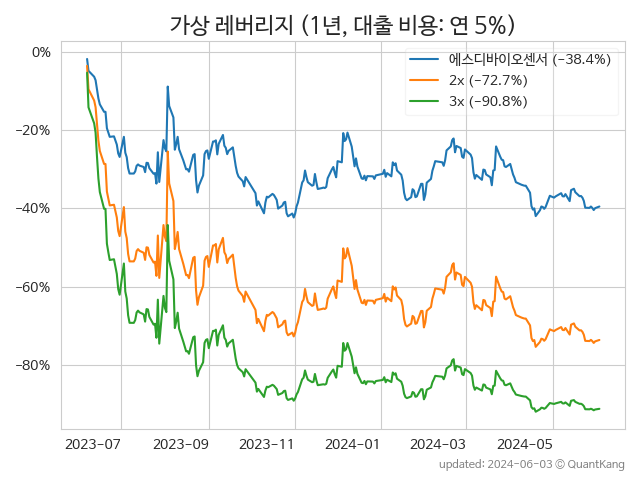 가상 레버리지 (1년, 대출 비용: 연 5%)
에스디바이오센서 (−38.4%)
2x (−72.7%)
3x (−90.8%)
0%
−20%
−40%
−60%
−80%
2023-07 2023-09 2023-11 2024-01 2024-03 2024-05
updated: 2024-06-03 © QuantKang